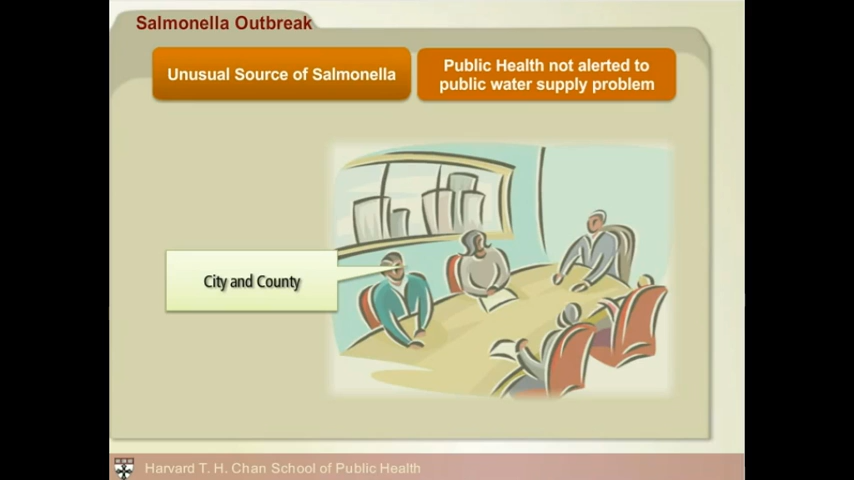 Salmonella Outbreak
Unusual Source of Salmonella
Public Health not alerted to
public water supply problem
City and County
Harvard T. H. Chan School of Public Health